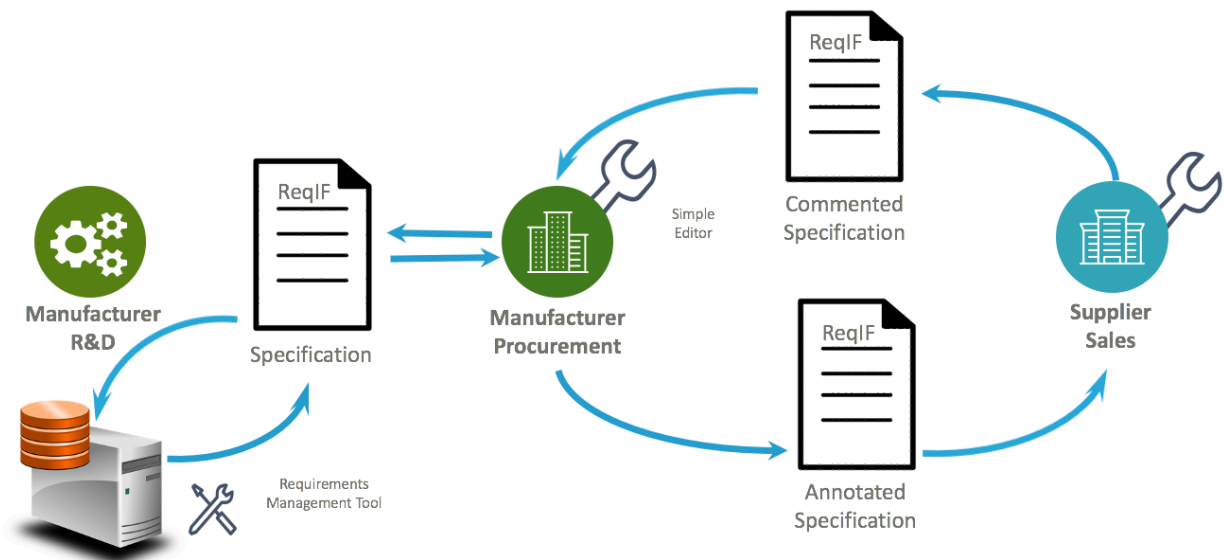 ReqIF
Commented
Specification
Simple
Editor
ReqIF
Manufacturer
R&D
Specification
Manufacturer
Procurement
Supplier
Sales
ReqIF
Annotated
Specification
Requirements
Management Tool